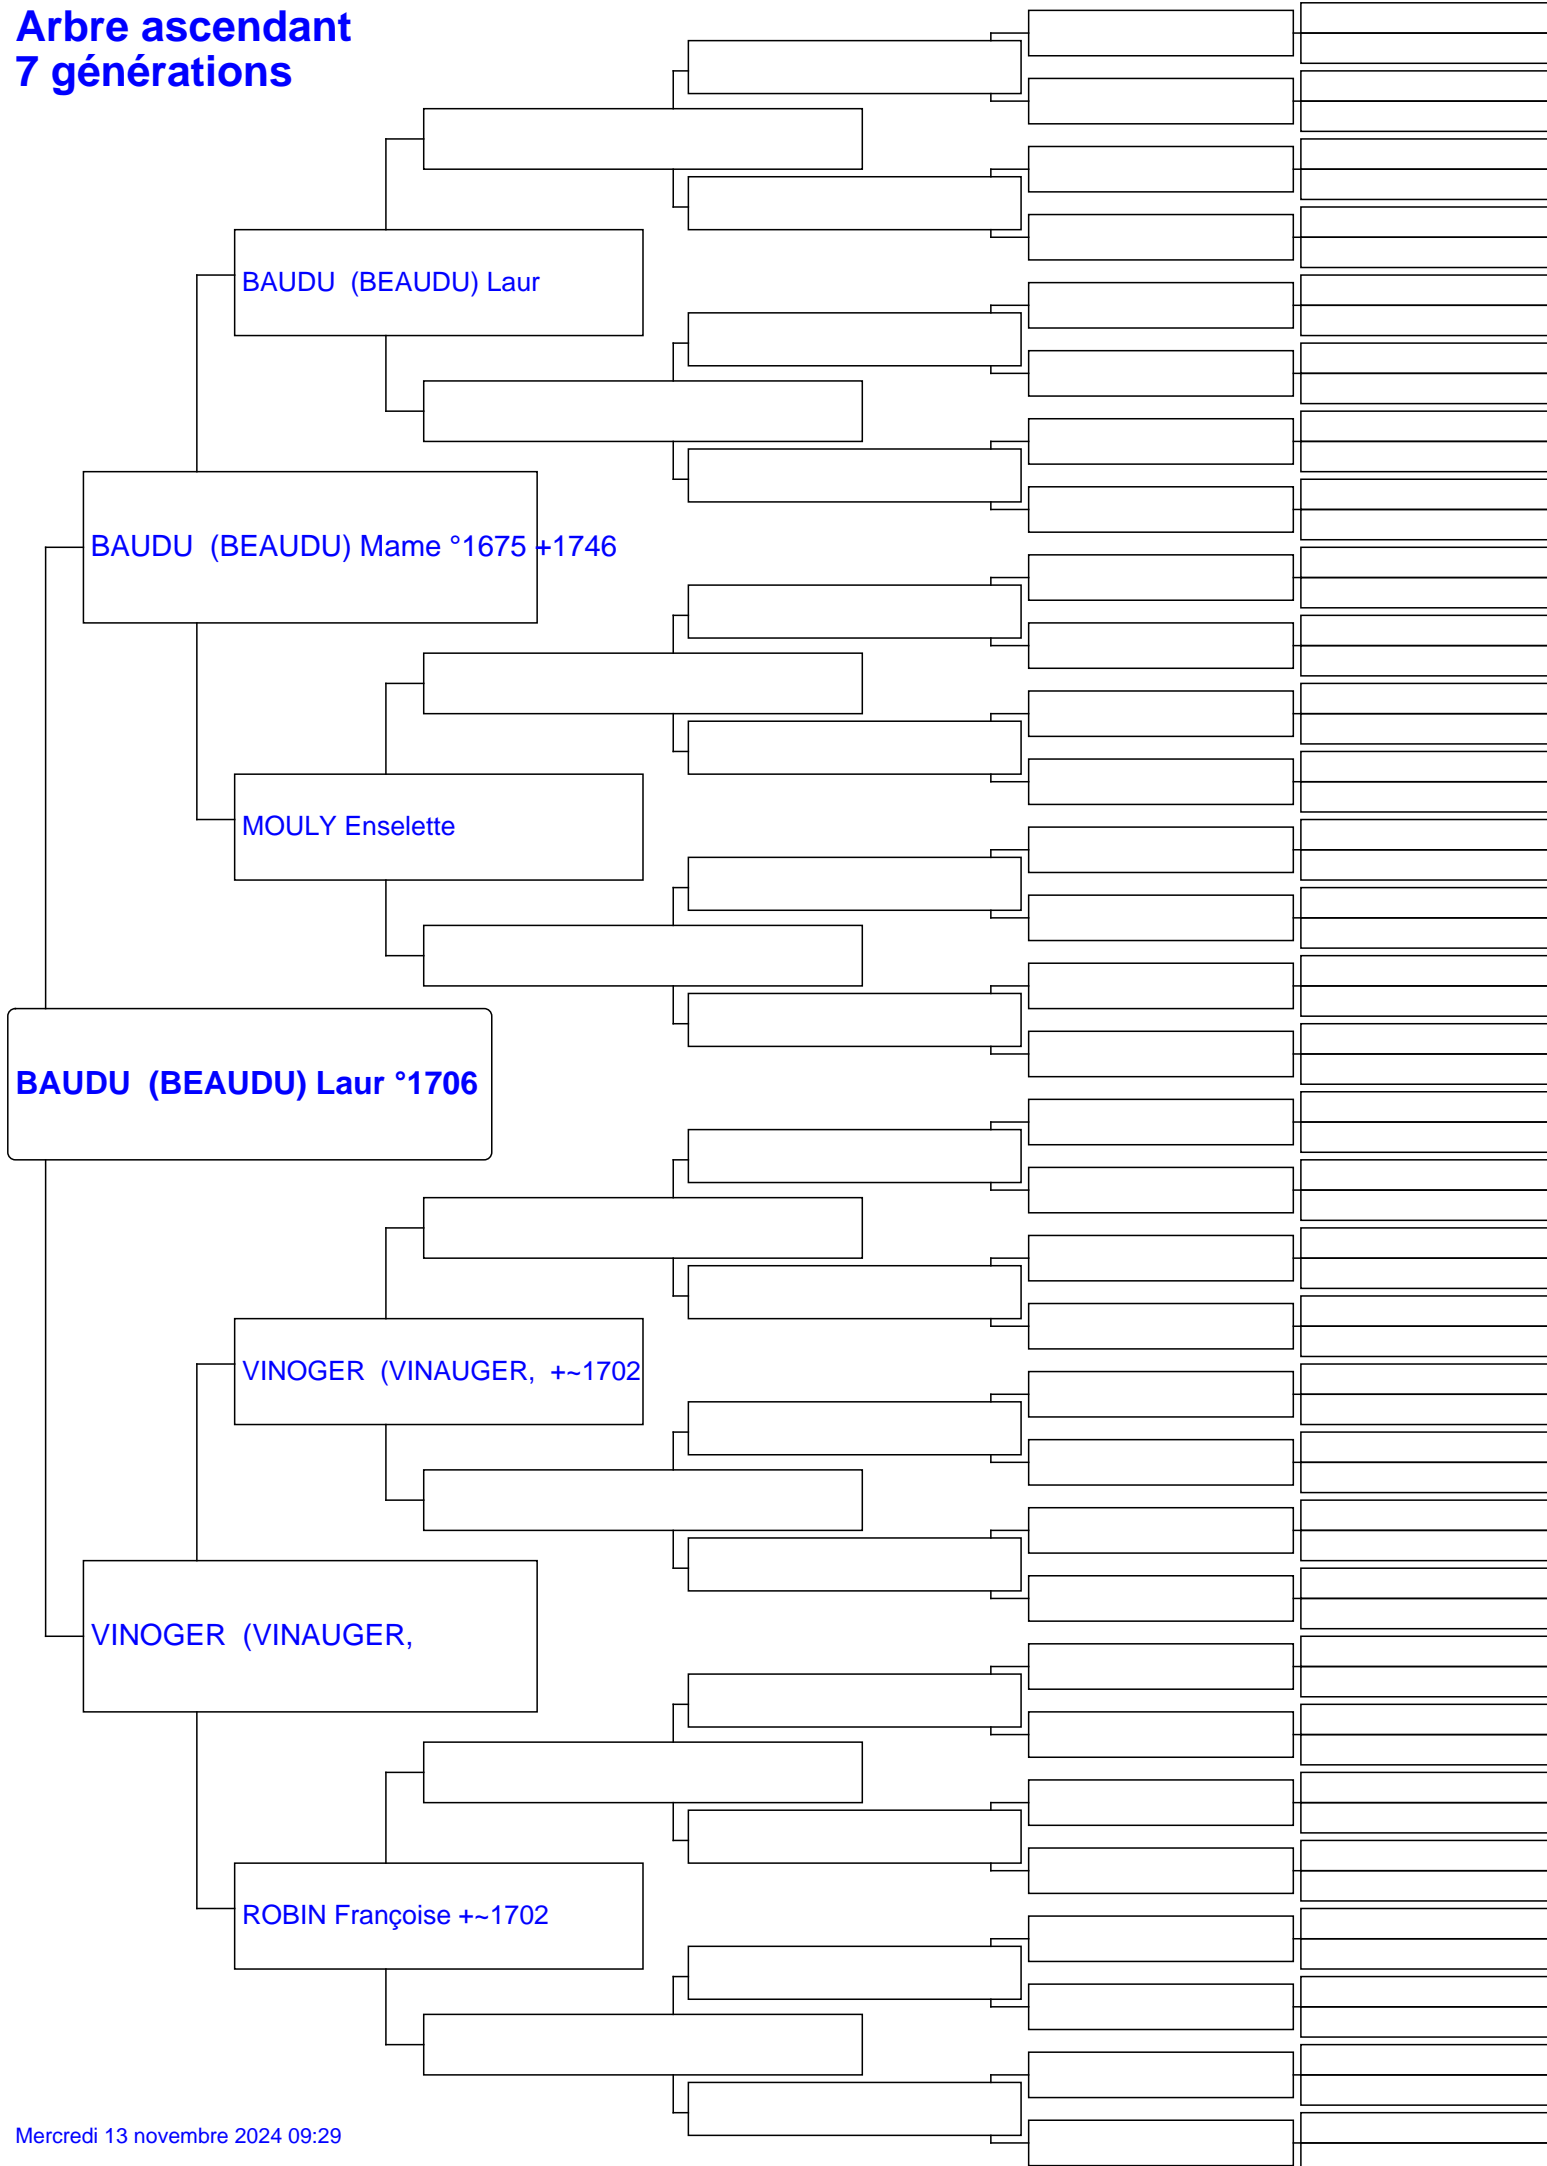 Arbre ascendant
7 générations
BAUDU (BEAUDU) Laur
BAUDU (BEAUDU) Mame °1675 +1746
MOULY Enselette
BAUDU (BEAUDU) Laur °1706
VINOGER (VINAUGER, +~1702
VINOGER (VINAUGER,
ROBIN Françoise +~1702
Mercredi 13 novembre 2024 09:29